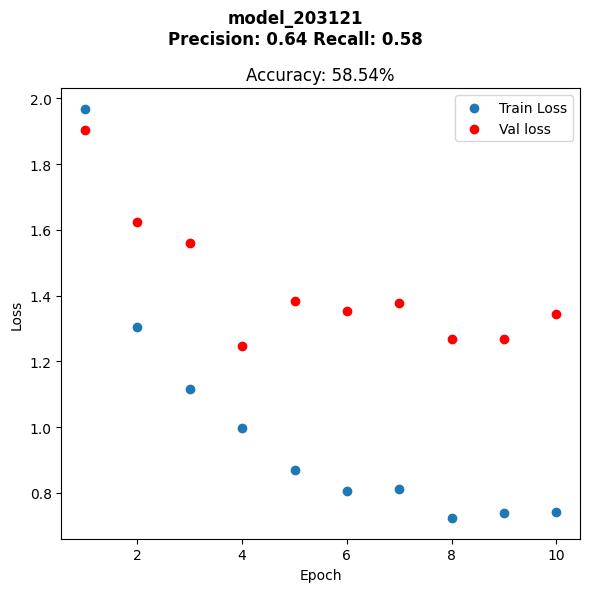 model_203121
Precision: 0.64 Recall: 0.58
Accuracy: 58.54%
Train Loss
Val loss
2.0
1.8
1.6
1.4
1.2
1.0
0.8
Loss
2 4 6 8 10
Epoch